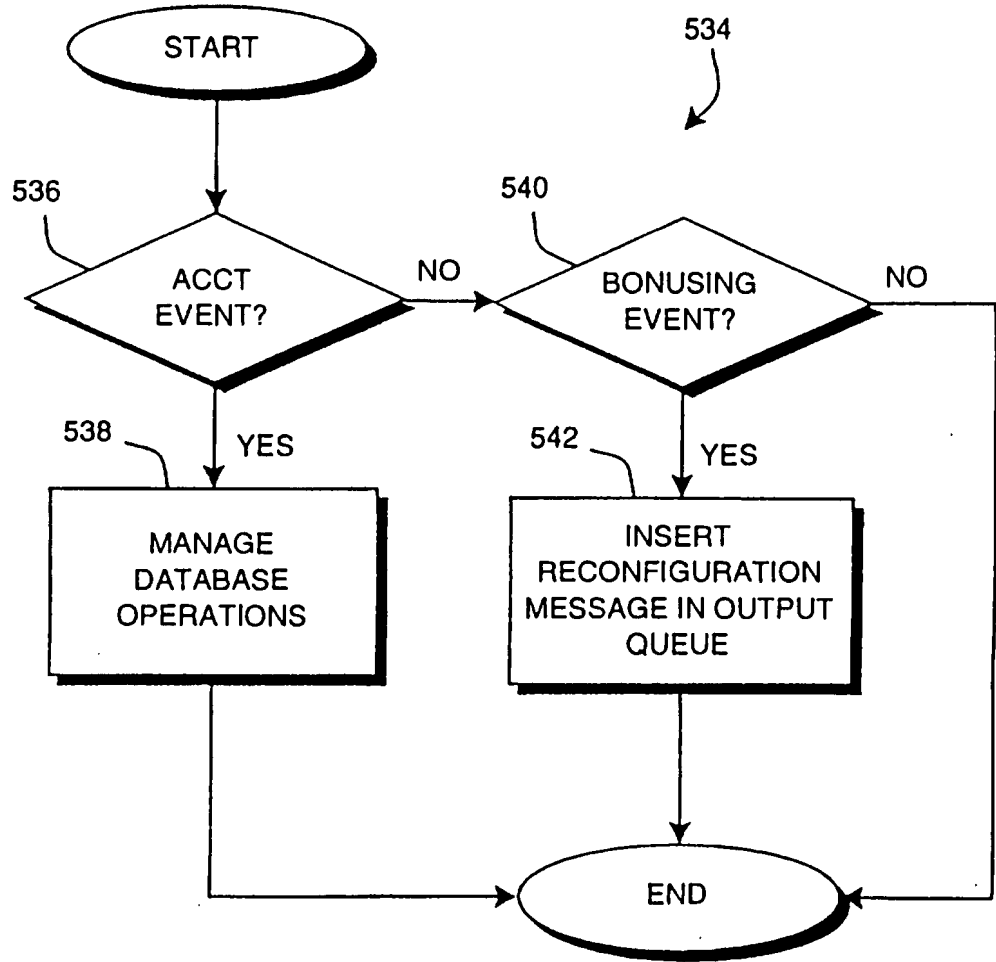 START
534
536
ACCT
EVENT?
NO
540
BONUSING
EVENT?
NO
538
YES
MANAGE
DATABASE
OPERATIONS
542
YES
INSERT
RECONFIGURATION
MESSAGE IN OUTPUT
QUEUE
END